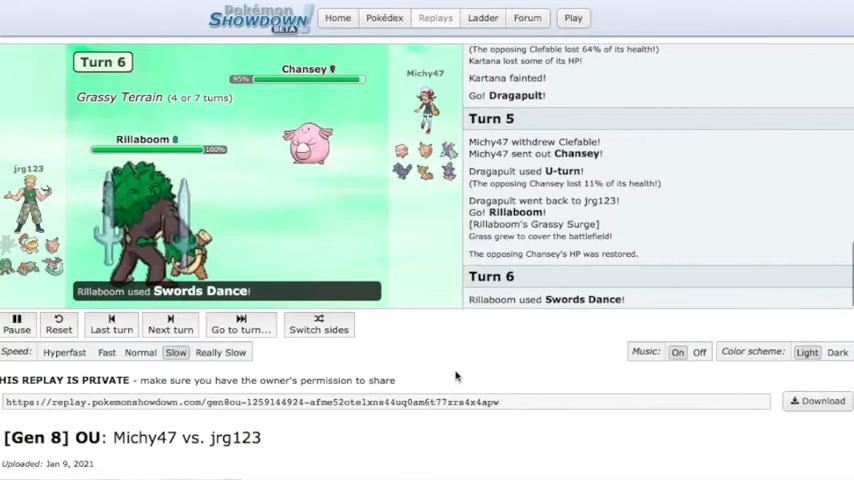 Pokémon
SHOWDOWN!
BETA
Home
Pokédex
Replays
Ladder
Forum
Play
Turn 6
Chansey
95%
Grassy Terrain (4 or 7 turns)
Rillaboom
100%
jrg123
Michy47
Rillaboom used Swords Dance!
(The opposing Clefable lost 64% of its health!)
Kartana lost some of its HP!
Kartana fainted!
Go! Dragapult!
Turn 5
Michy47 withdrew Clefable!
Michy47 sent out Chansey!
Dragapult used U-turn!
(The opposing Chansey lost 11% of its health!)
Dragapult went back to jrg123!
Go! Rillaboom!
[Rillaboom's Grassy Surge]
Grass grew to cover the battlefield!
The opposing Chansey's HP was restored.
Turn 6
Rillaboom used Swords Dance!
Pause
Reset
Last turn
Next turn
Go to turn...
Switch sides
Speed: Hyperfast Fast Normal Slow Really Slow
Music: On Off
Color scheme: Light Dark
HIS REPLAY IS PRIVATE - make sure you have the owner's permission to share
https://replay.pokemonshowdown.com/gen8ou-1259144924-afme52otelxns44uq0am6t77zrs4x4apw
Download
[Gen 8] OU: Michy47 vs. jrg123
Uploaded: Jan 9, 2021